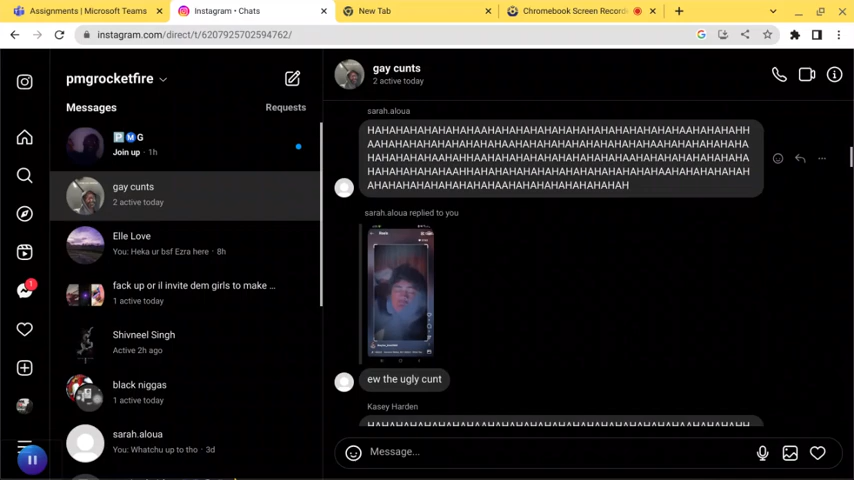 Assignments | Microsoft Teams
Instagram • Chats
New Tab
Chromebook Screen Record
instagram.com/direct/t/6207925702594762/
pmgrocketfire
Messages
Requests
🅿️Ⓜ️G
Join up · 1h
gay cunts
2 active today
Elle Love
You: Heka ur bsf Ezra here · 8h
fack up or il invite dem girls to make ...
1 active today
Shivneel Singh
Active 2h ago
black niggas
1 active today
sarah.aloua
You: Whatchu up to tho · 3d
1
gay cunts
2 active today
sarah.aloua
HAHAHAHAHAHAHAHAAHAHAHAHAHAHAHAHAHAHAHAHAHAHAAHAHAHAHH
AAHAHAHAHAHAHAHAAHAHAHAHAHAHAHAHAHAHAHAHAHAHAAHAHAHAHA
HAHAHAHAHAHAHHAAHAHAHAHAHAHAHAHAHAHAHAAHAHAHAHAHAHAHAHA
HAHAHAHAHAHAHHAAHAHAHAHAHAHAHAHAHAHAHAHAHAHAAHAHAHAHAHAH
AHAHAHAHAHAHAHAHAHAAHAHAHAHAHAHAHAHAH
sarah.aloua replied to you
ew the ugly cunt
Kasey Harden
Message...